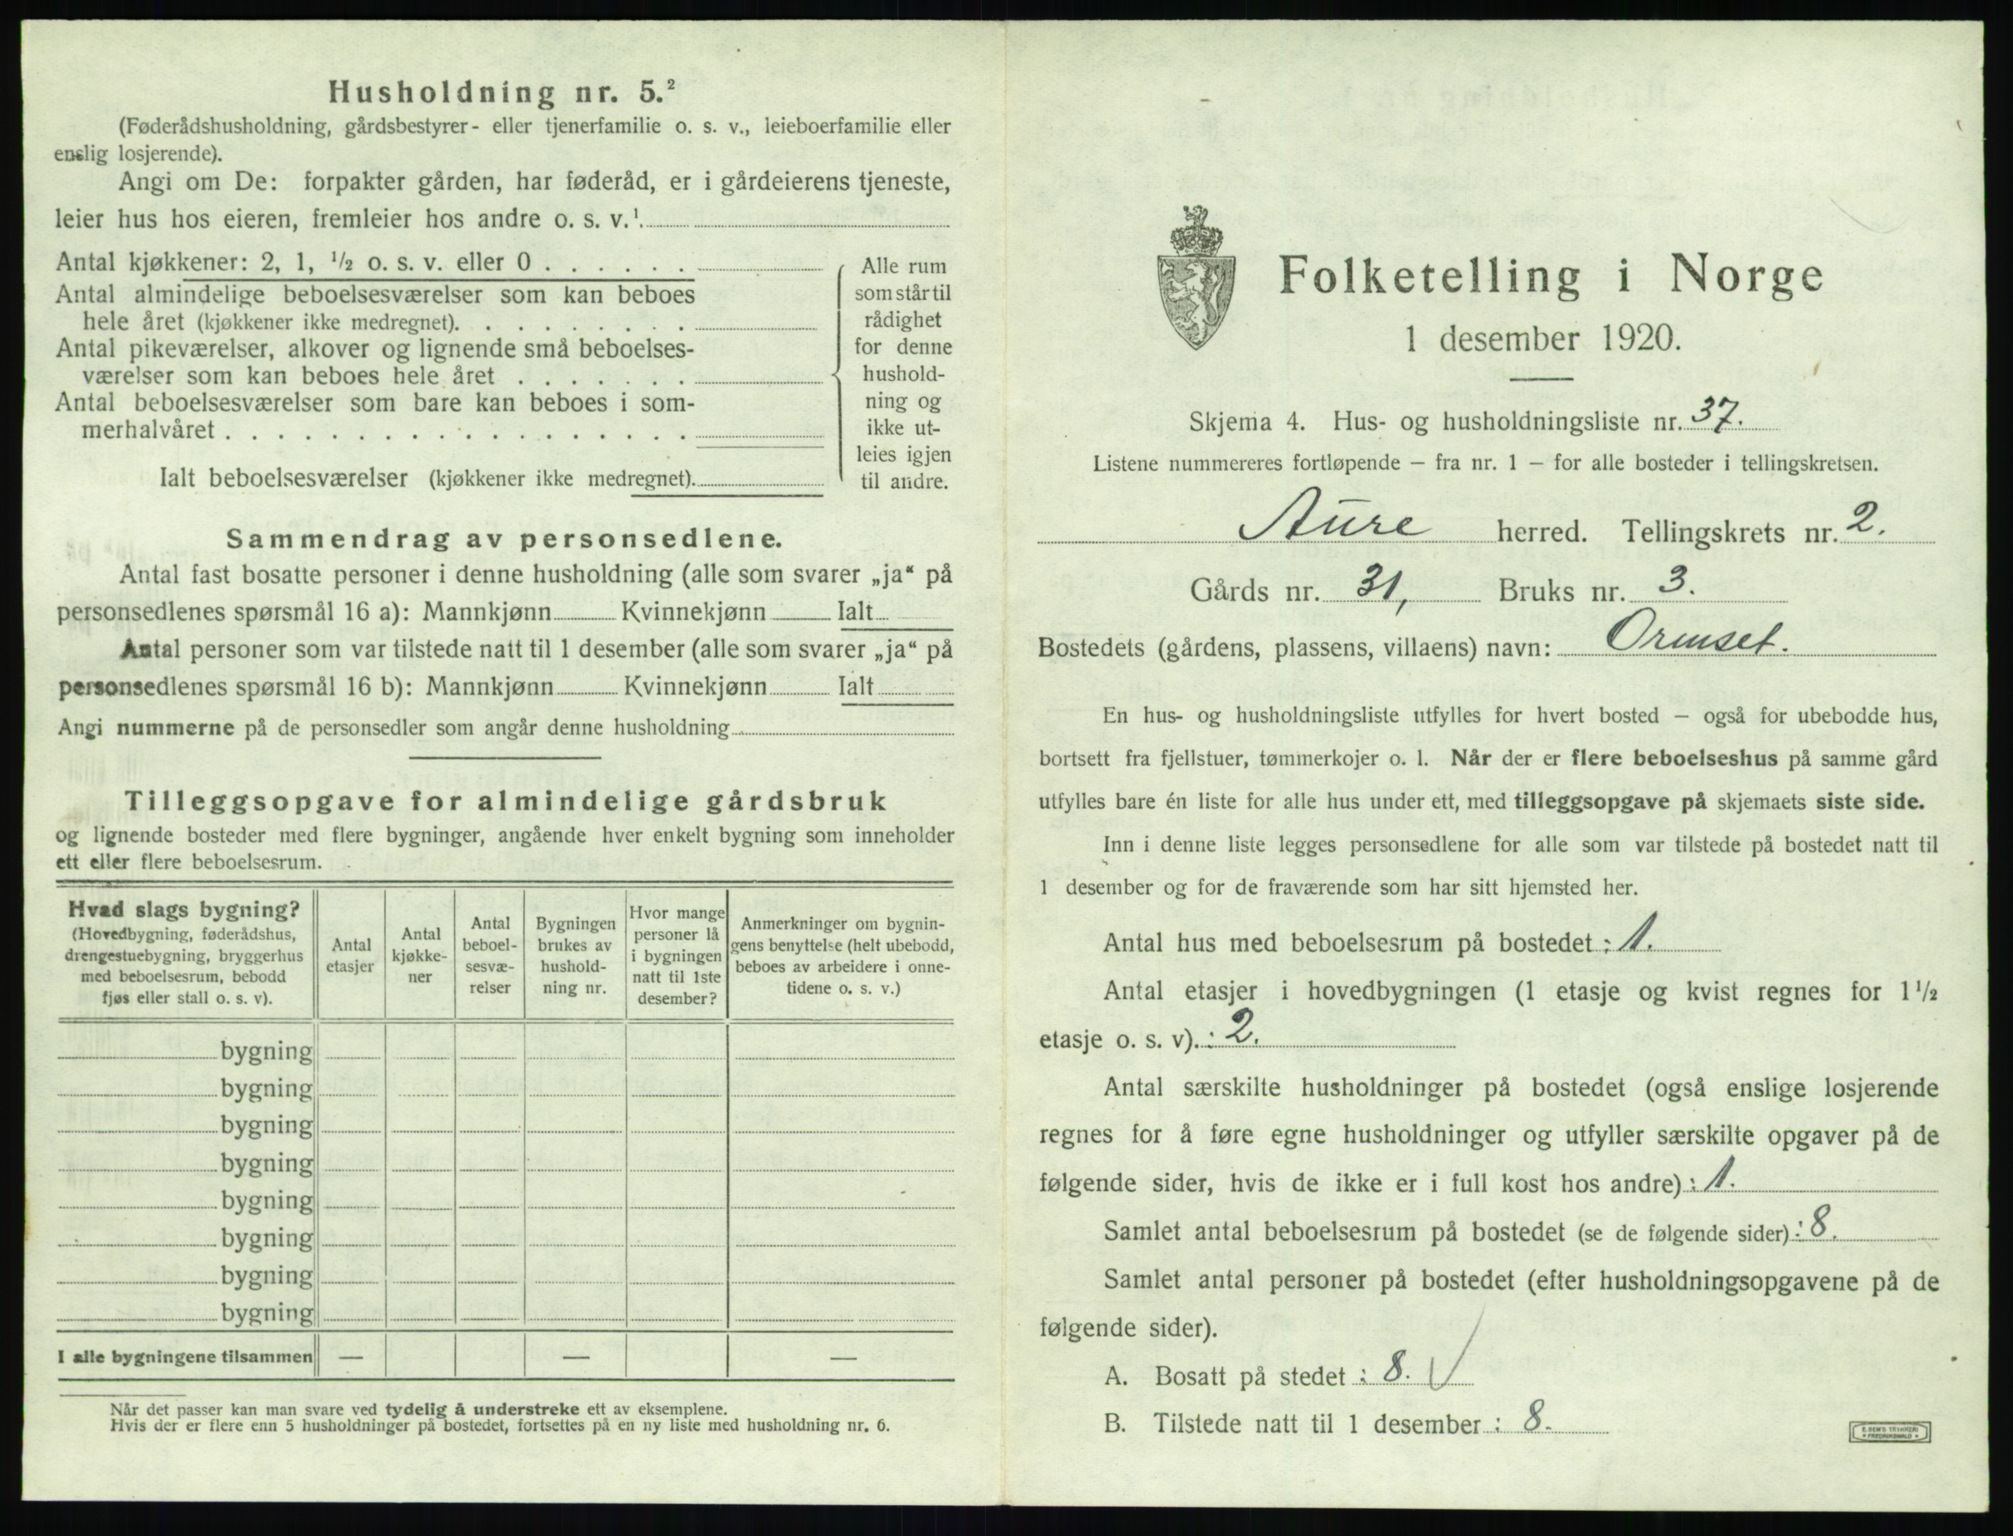 Husholdning nr. 5.²
(Føderådshusholdning, gårdsbestyrer- eller tjenerfamilie o. s. v., leieboerfamilie eller
enslig losjerende).
Angi om De: forpakter gården, har føderåd, er i gårdeierens tjeneste,
leier hus hos eieren, fremleier hos andre o. s. v.¹
Antal kjøkkener: 2, 1, ½ o. s. v. eller 0 . . . . . .
Antal almindelige beboelsesværelser som kan beboes
hele året (kjøkkener ikke medregnet). . . . . . . .
Antal pikeværelser, alkover og lignende små beboelses-
værelser som kan beboes hele året . . . . . . .
Antal beboelsesværelser som bare kan beboes i som-
merhalvåret . . . . . . . . . . . . . . . .
Ialt beboelsesværelser (kjøkkener ikke medregnet).
Alle rum
som står til
rådighet
for denne
hushold-
ning og
ikke ut-
leies igjen
til andre.
Sammendrag av personsedlene.
Antal fast bosatte personer i denne husholdning (alle som svarer „ja“ på
personsedlenes spørsmål 16 a): Mannkjønn Kvinnekjønn Ialt
Antal personer som var tilstede natt til 1 desember (alle som svarer „ja“ på
personsedlenes spørsmål 16 b): Mannkjønn Kvinnekjønn Ialt
Angi nummerne på de personsedler som angår denne husholdning
Tilleggsopgave for almindelige gårdsbruk
og lignende bosteder med flere bygninger, angående hver enkelt bygning som inneholder
ett eller flere beboelsesrum.
Hvad slags bygning?
(Hovedbygning, føderådshus,
drengestuebygning, bryggerhus
med beboelsesrum, bebodd
fjøs eller stall o. s. v).
Antal
etasjer
Antal
kjøkke-
ner
Antal
beboel-
sesvæ-
relser
Bygningen
brukes av
hushold-
ning nr.
Hvor mange
personer lå
i bygningen
natt til 1ste
desember?
Anmerkninger om bygnin-
gens benyttelse (helt ubebodd,
beboes av arbeidere i onne-
tidene o. s. v.)
bygning
bygning
bygning
bygning
bygning
bygning
bygning
bygning
I alle bygningene tilsammen — — —
Når det passer kan man svare ved tydelig å understreke ett av eksemplene.
Hvis der er flere enn 5 husholdninger på bostedet, fortsettes på en ny liste med husholdning nr. 6.
Folketelling i Norge
1 desember 1920.
Skjema 4. Hus- og husholdningsliste nr. 37.
Listene nummereres fortløpende – fra nr. 1 – for alle bosteder i tellingskretsen.
Aure herred. Tellingskrets nr. 2.
Gårds nr. 31, Bruks nr. 3.
Bostedets (gårdens, plassens, villaens) navn: Ormset.
En hus- og husholdningsliste utfylles for hvert bosted – også for ubebodde hus,
bortsett fra fjellstuer, tømmerkojer o. l. Når der er flere beboelseshus på samme gård
utfylles bare én liste for alle hus under ett, med tilleggsopgave på skjemaets siste side.
Inn i denne liste legges personsedlene for alle som var tilstede på bostedet natt til
1 desember og for de fraværende som har sitt hjemsted her.
Antal hus med beboelsesrum på bostedet : 1.
Antal etasjer i hovedbygningen (1 etasje og kvist regnes for 1½
etasje o. s. v). : 2.
Antal særskilte husholdninger på bostedet (også enslige losjerende
regnes for å føre egne husholdninger og utfyller særskilte opgaver på de
følgende sider, hvis de ikke er i full kost hos andre) : 1.
Samlet antal beboelsesrum på bostedet (se de følgende sider) : 8.
Samlet antal personer på bostedet (efter husholdningsopgavene på de
følgende sider).
A. Bosatt på stedet : 8. √
B. Tilstede natt til 1 desember : 8.